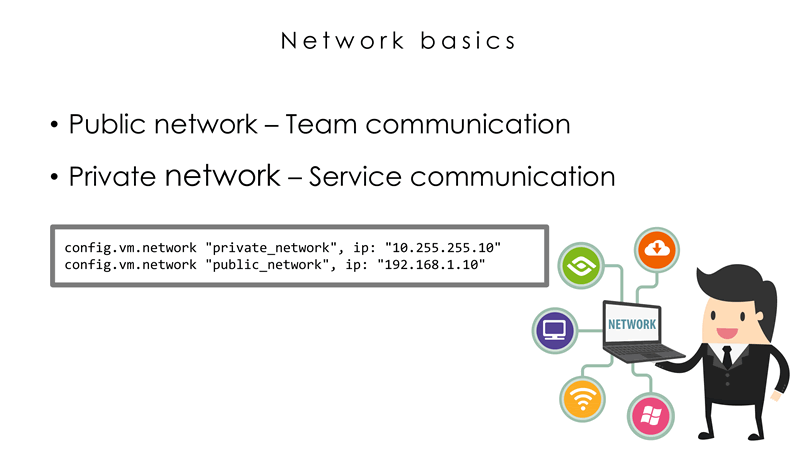 Network basics
• Public network – Team communication
• Private network – Service communication
config.vm.network "private_network", ip: "10.255.255.10"
config.vm.network "public_network", ip: "192.168.1.10"
NETWORK